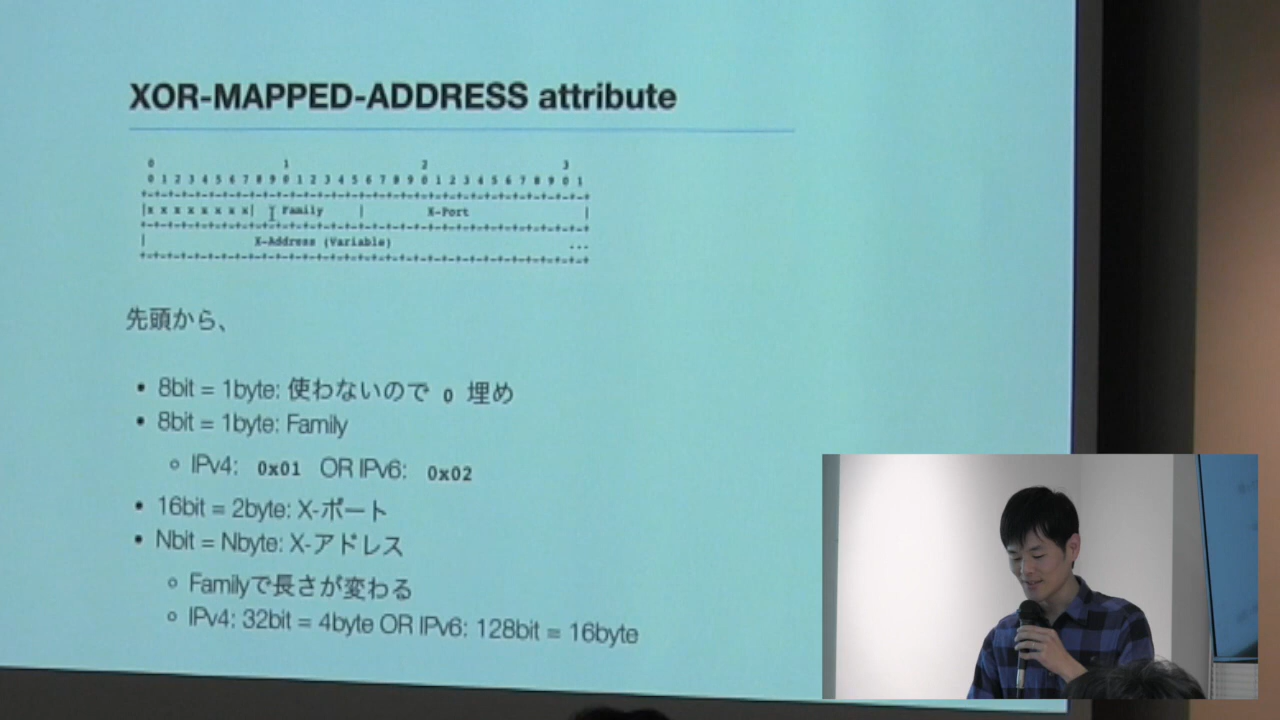 XOR-MAPPED-ADDRESS attribute
0 1 2 3
0 1 2 3 4 5 6 7 8 9 0 1 2 3 4 5 6 7 8 9 0 1 2 3 4 5 6 7 8 9 0 1
+-+-+-+-+-+-+-+-+-+-+-+-+-+-+-+-+-+-+-+-+-+-+-+-+-+-+-+-+-+-+-+-+
|x x x x x x x x| Family | X-Port |
+-+-+-+-+-+-+-+-+-+-+-+-+-+-+-+-+-+-+-+-+-+-+-+-+-+-+-+-+-+-+-+-+
| X-Address (Variable) ...
+-+-+-+-+-+-+-+-+-+-+-+-+-+-+-+-+-+-+-+-+-+-+-+-+-+-+-+-+-+-+-+-+
先頭から、
• 8bit = 1byte: 使わないので 0 埋め
• 8bit = 1byte: Family
◦ IPv4: 0x01 OR IPv6: 0x02
• 16bit = 2byte: X-ポート
• Nbit = Nbyte: X-アドレス
◦ Familyで長さが変わる
◦ IPv4: 32bit = 4byte OR IPv6: 128bit = 16byte